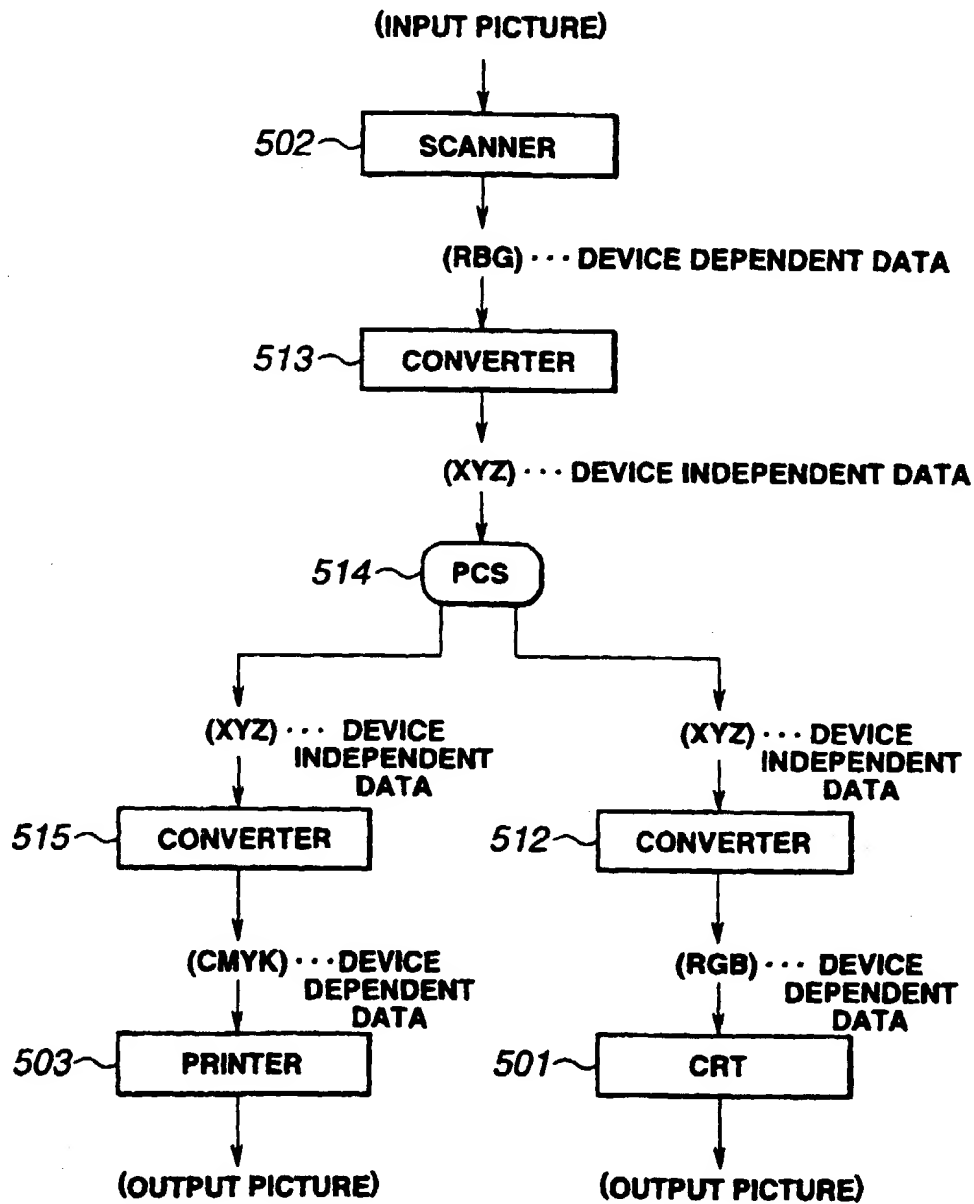 (INPUT PICTURE)
502 SCANNER
(RBG) ··· DEVICE DEPENDENT DATA
513 CONVERTER
(XYZ) ··· DEVICE INDEPENDENT DATA
514 PCS
(XYZ) ··· DEVICE
INDEPENDENT
DATA
515 CONVERTER
(CMYK) ··· DEVICE
DEPENDENT
DATA
503 PRINTER
(OUTPUT PICTURE)
(XYZ) ··· DEVICE
INDEPENDENT
DATA
512 CONVERTER
(RGB) ··· DEVICE
DEPENDENT
DATA
501 CRT
(OUTPUT PICTURE)